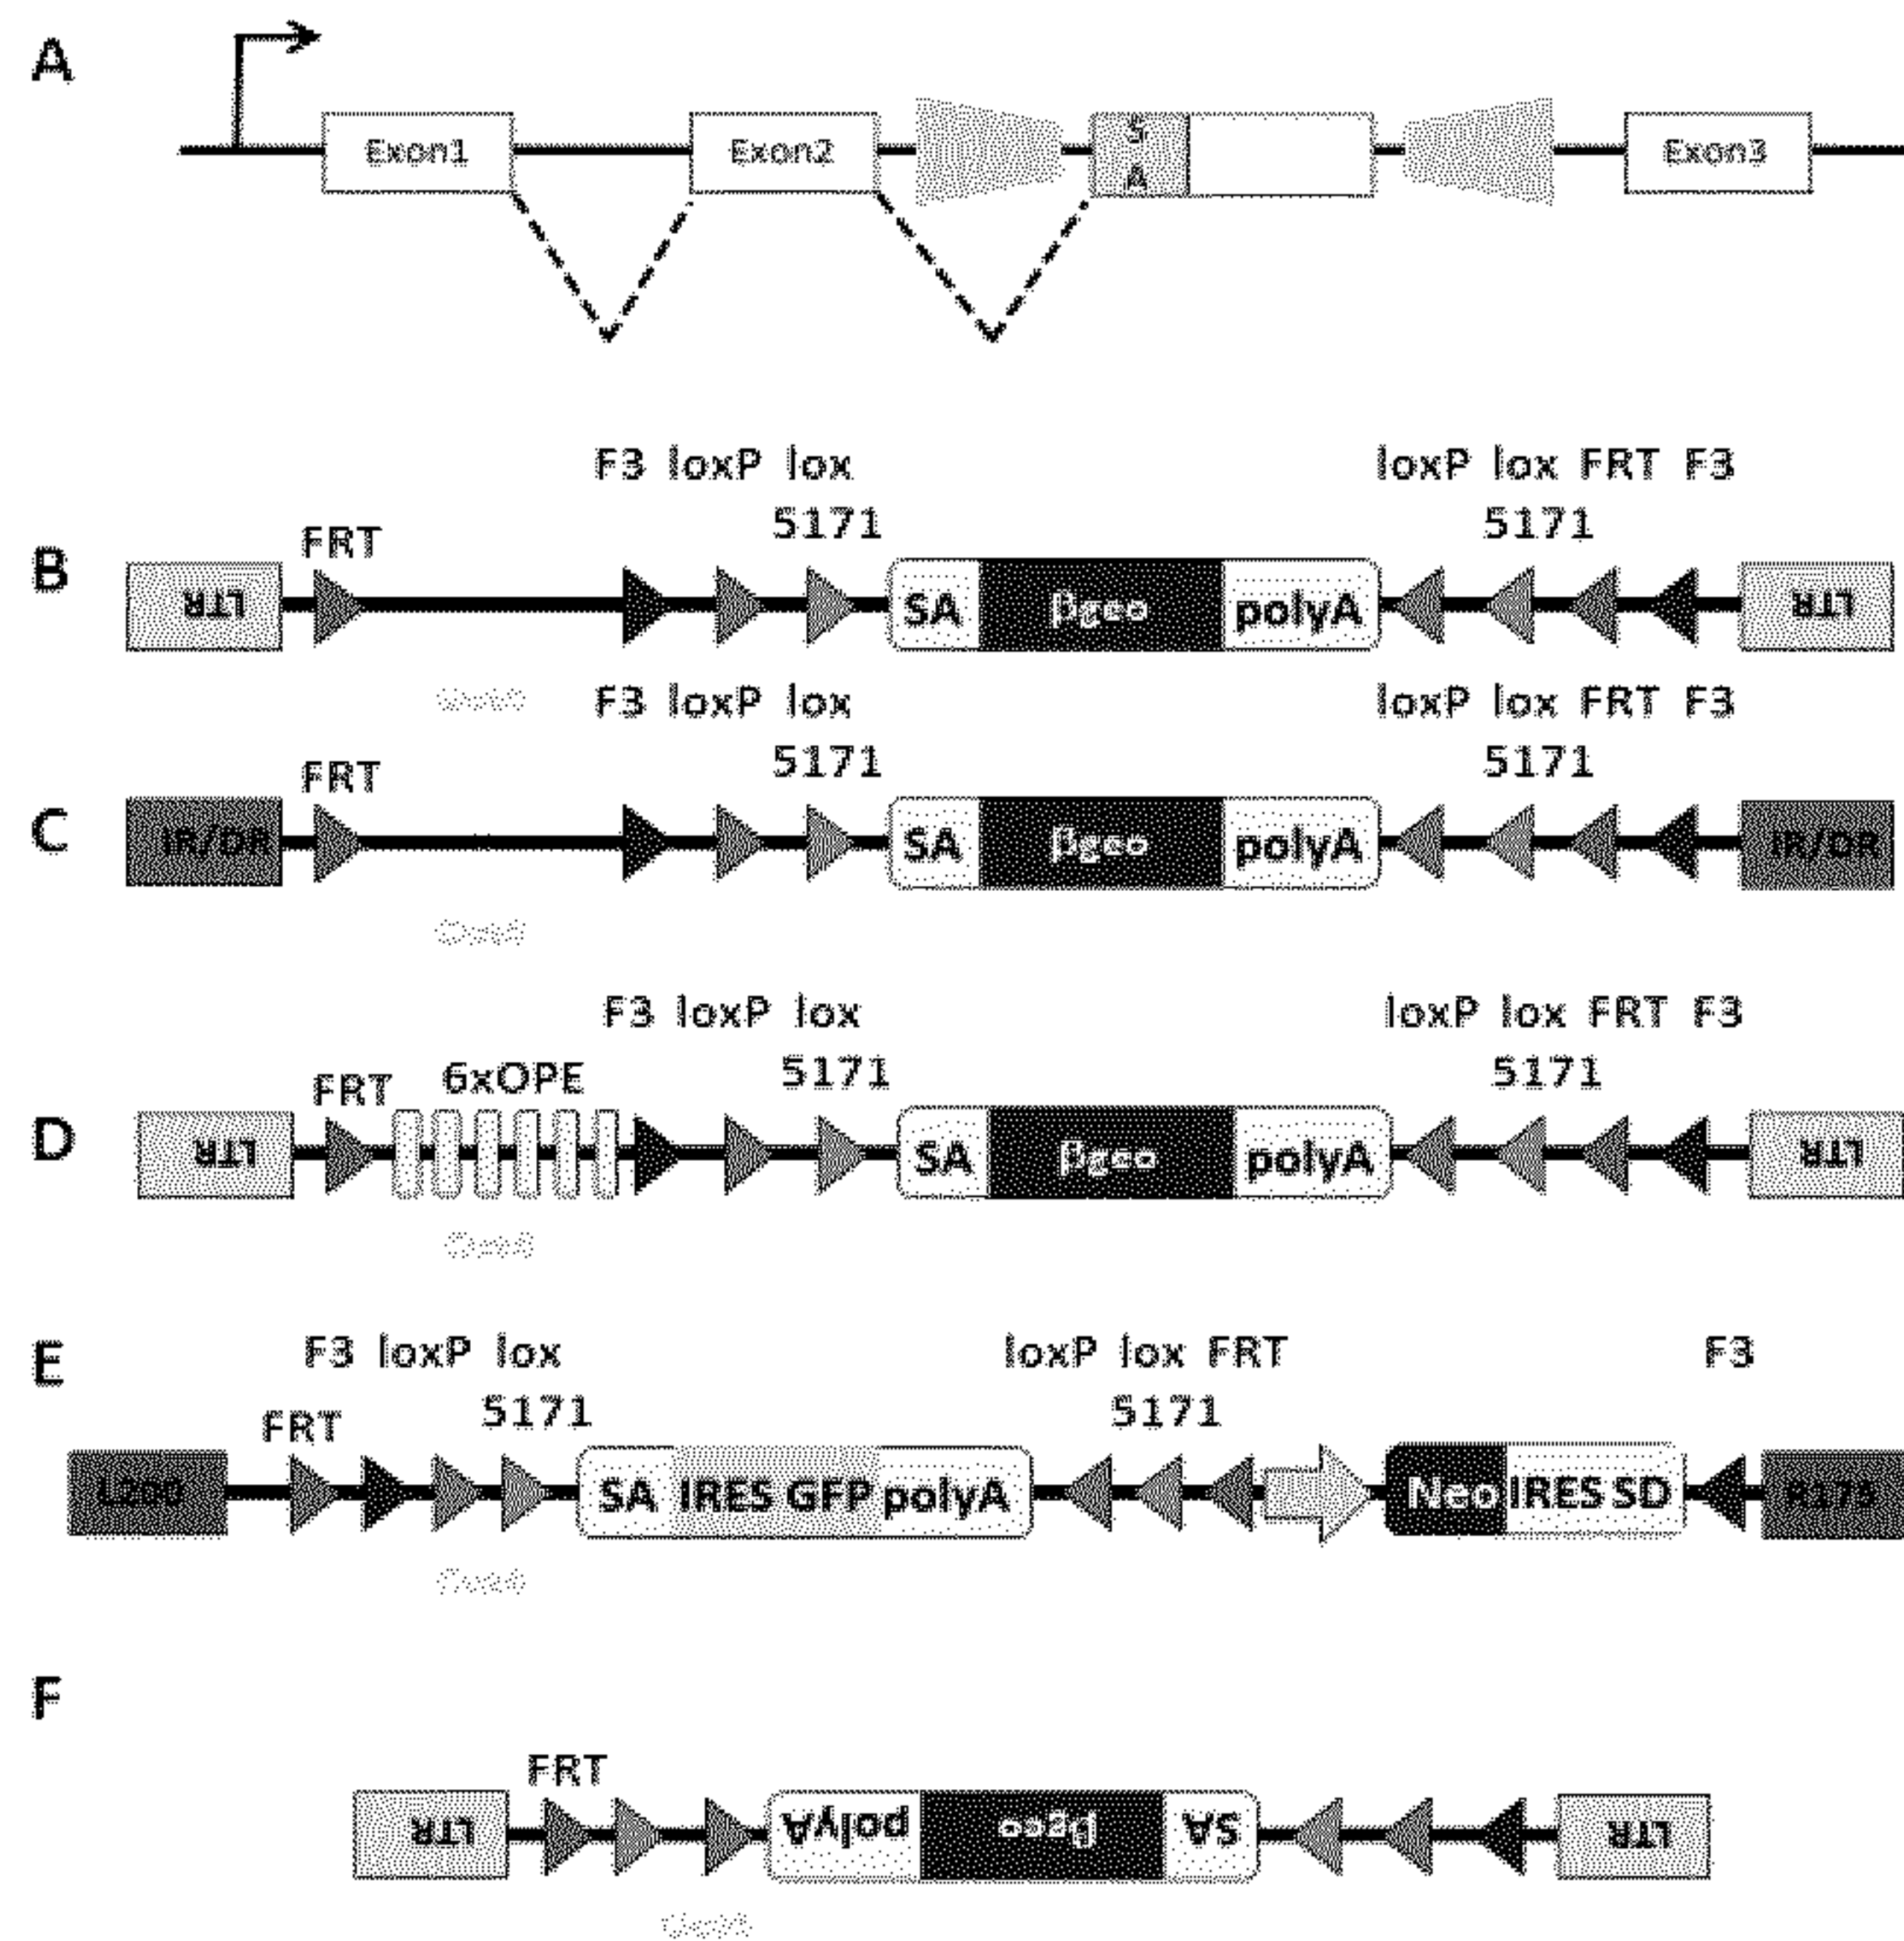 A
Exon1 Exon2 S Exon3
A
F3 loxP lox loxP lox FRT F3
5171 5171
FRT
B
LTR SA βgeo polyA LTR
F3 loxP lox loxP lox FRT F3
5171 5171
FRT
C
IR/DR SA βgeo polyA IR/DR
F3 loxP lox loxP lox FRT F3
5171 5171
FRT 6xOPE
D
LTR SA βgeo polyA LTR
E
F3 loxP lox loxP lox FRT F3
5171 5171
FRT
L200 SA IRES GFP polyA Neo IRES SD R175
F
FRT
LTR polyA βgeo SA LTR